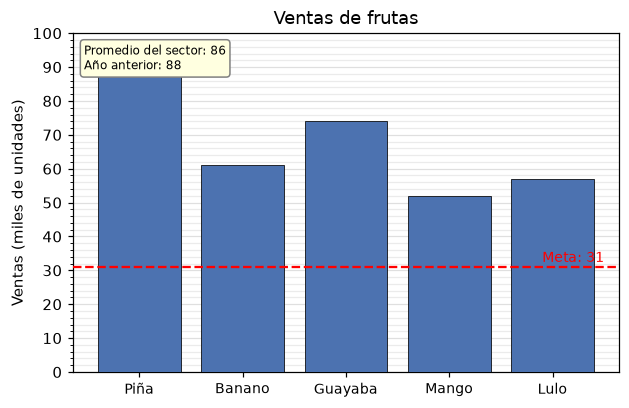 Ventas de frutas
Ventas (miles de unidades)
100
90
80
70
60
50
40
30
20
10
0
Promedio del sector: 86
Año anterior: 88
Meta: 31
Piña
Banano
Guayaba
Mango
Lulo